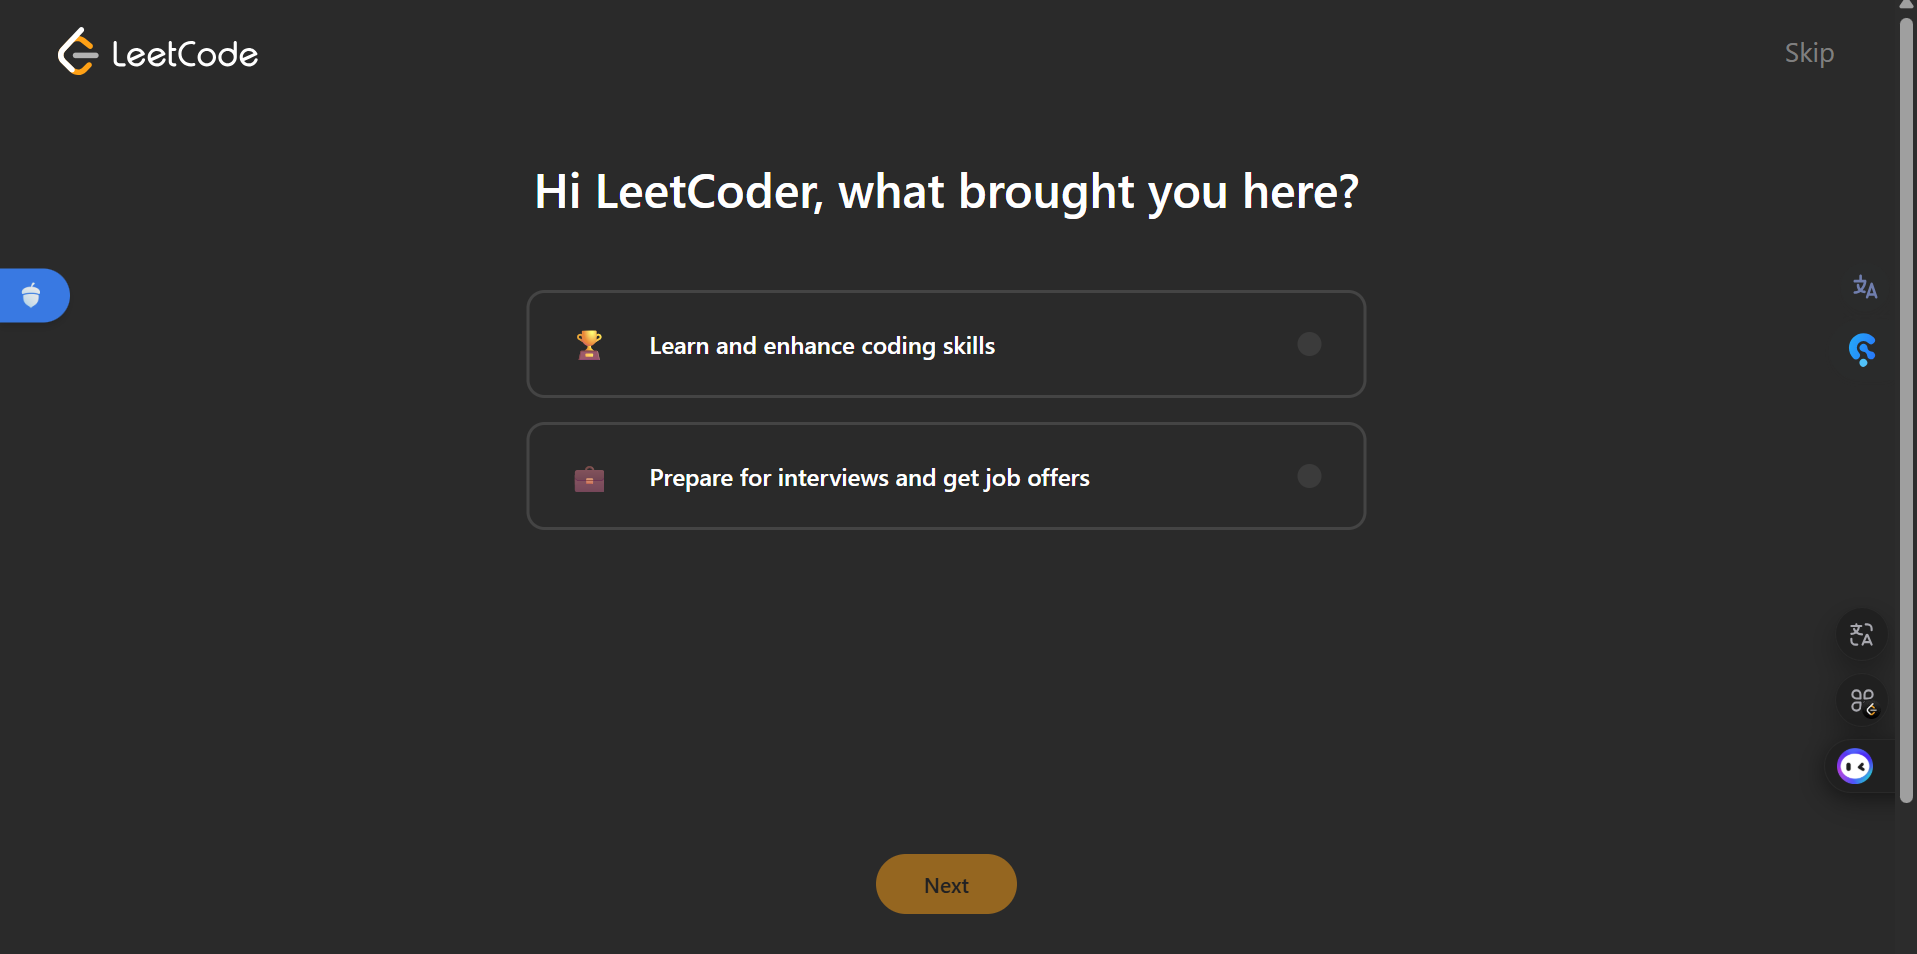 LeetCode
Skip
Hi LeetCoder, what brought you here?
Learn and enhance coding skills
Prepare for interviews and get job offers
Next